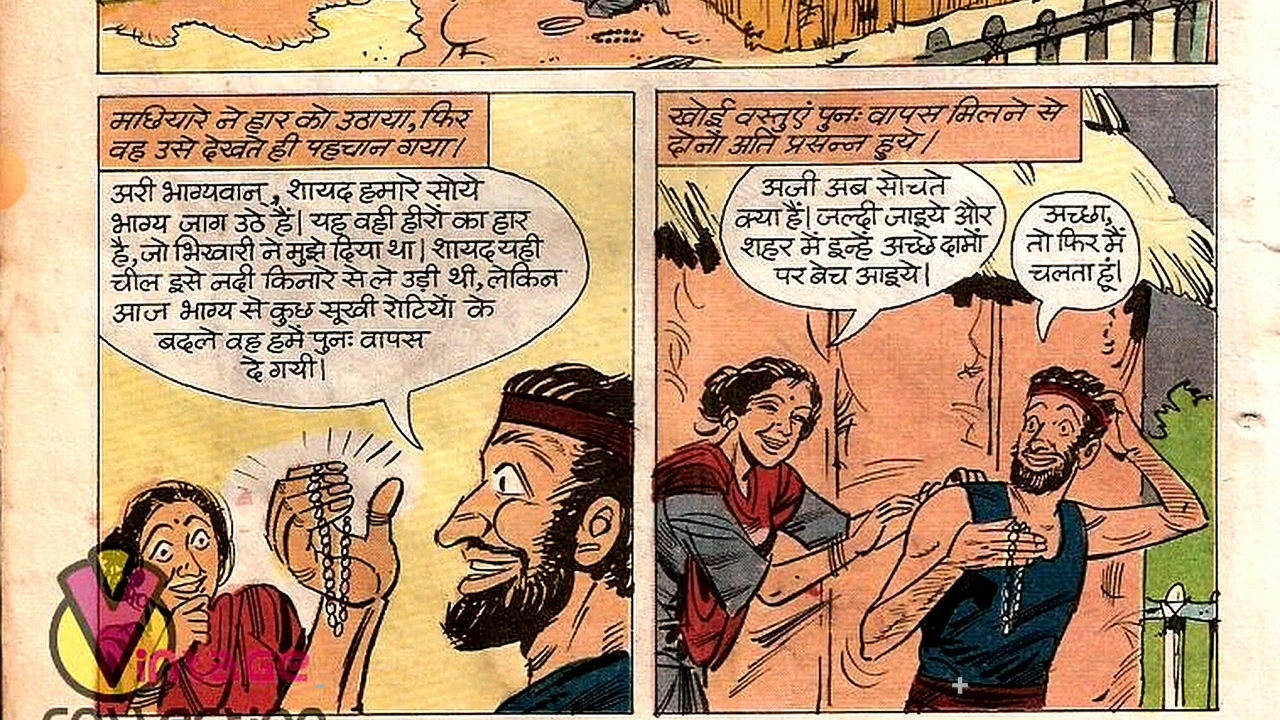 मछियारे ने हार को उठाया, फिर
वह उसे देखते ही पहचान गया।
अरी भाग्यवान्, शायद हमारे सोये
भाग्य जाग उठे हैं। यह वही हीरों का हार
है, जो भिखारी ने मुझे दिया था। शायद यही
चील इसे नदी किनारे से ले उड़ी थी, लेकिन
आज भाग्य से कुछ सूखी रोटियों के
बदले वह हमें पुनः वापस
दे गयी।
खोई वस्तुएं पुनः वापस मिलने से
दोनों अति प्रसन्न हुये।
अजी अब सोचते
क्या हैं। जल्दी जाइये और
शहर में इन्हें अच्छे दामों
पर बेच आइये।
अच्छा,
तो फिर मैं
चलता हूं।
Vintage